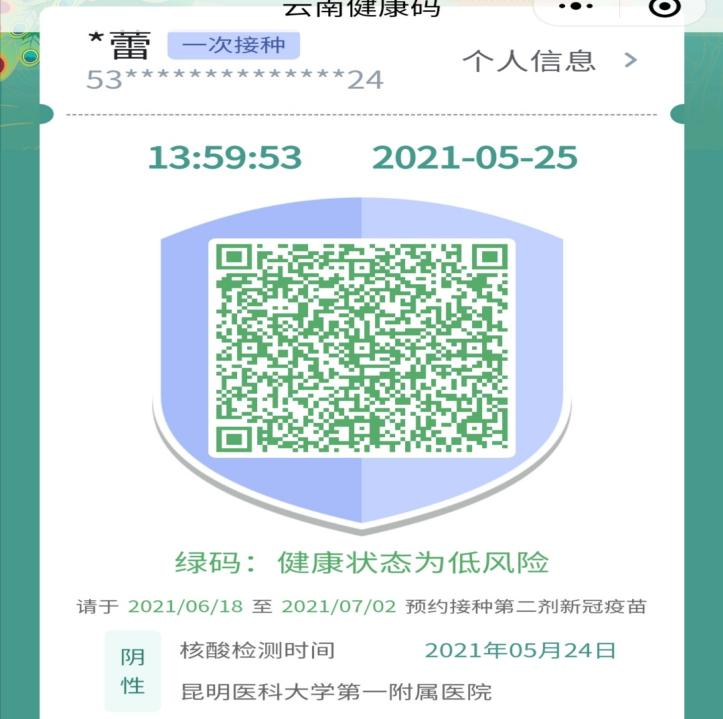 云南健康码
*蕾 一次接种
53**************24 个人信息 >
13:59:53 2021-05-25
绿码：健康状态为低风险
请于 2021/06/18 至 2021/07/02 预约接种第二剂新冠疫苗
阴性
核酸检测时间 2021年05月24日
昆明医科大学第一附属医院